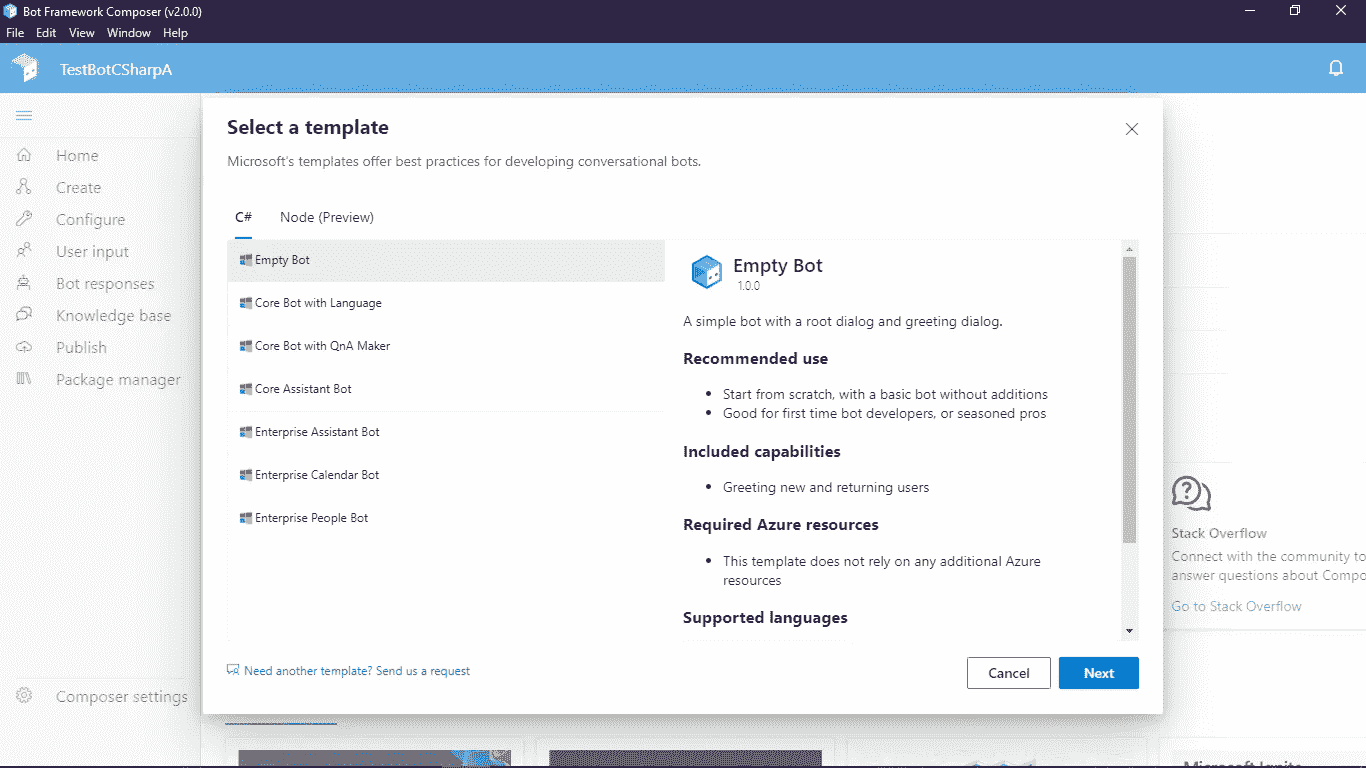 Bot Framework Composer (v2.0.0)
File Edit View Window Help
TestBotCSharpA
Home
Create
Configure
User input
Bot responses
Knowledge base
Publish
Package manager
Composer settings
Select a template
Microsoft's templates offer best practices for developing conversational bots.
C# Node (Preview)
Empty Bot
Core Bot with Language
Core Bot with QnA Maker
Core Assistant Bot
Enterprise Assistant Bot
Enterprise Calendar Bot
Enterprise People Bot
Empty Bot
1.0.0
A simple bot with a root dialog and greeting dialog.
Recommended use
• Start from scratch, with a basic bot without additions
• Good for first time bot developers, or seasoned pros
Included capabilities
• Greeting new and returning users
Required Azure resources
• This template does not rely on any additional Azure
resources
Supported languages
Need another template? Send us a request
Cancel Next
Stack Overflow
Connect with the community to
answer questions about Compo
Go to Stack Overflow
Microsoft Ignite